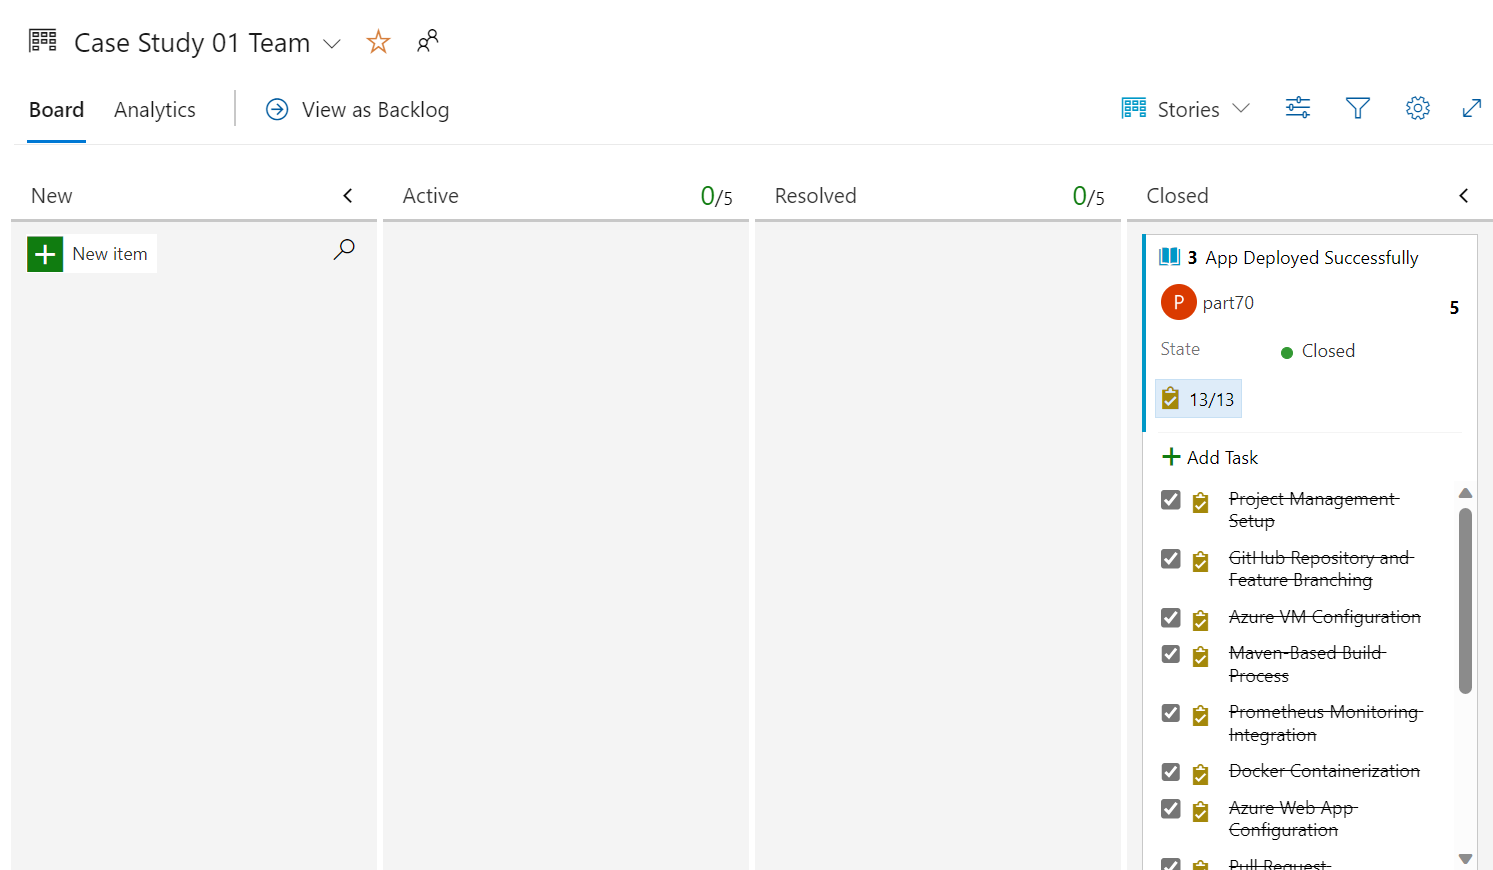 Case Study 01 Team
Board
Analytics
View as Backlog
Stories
New
Active
0/5
Resolved
0/5
Closed
New item
3 App Deployed Successfully
P part70
5
State
Closed
13/13
Add Task
Project Management
Setup
GitHub Repository and
Feature Branching
Azure VM Configuration
Maven-Based Build
Process
Prometheus Monitoring
Integration
Docker Containerization
Azure Web App
Configuration
Pull Request